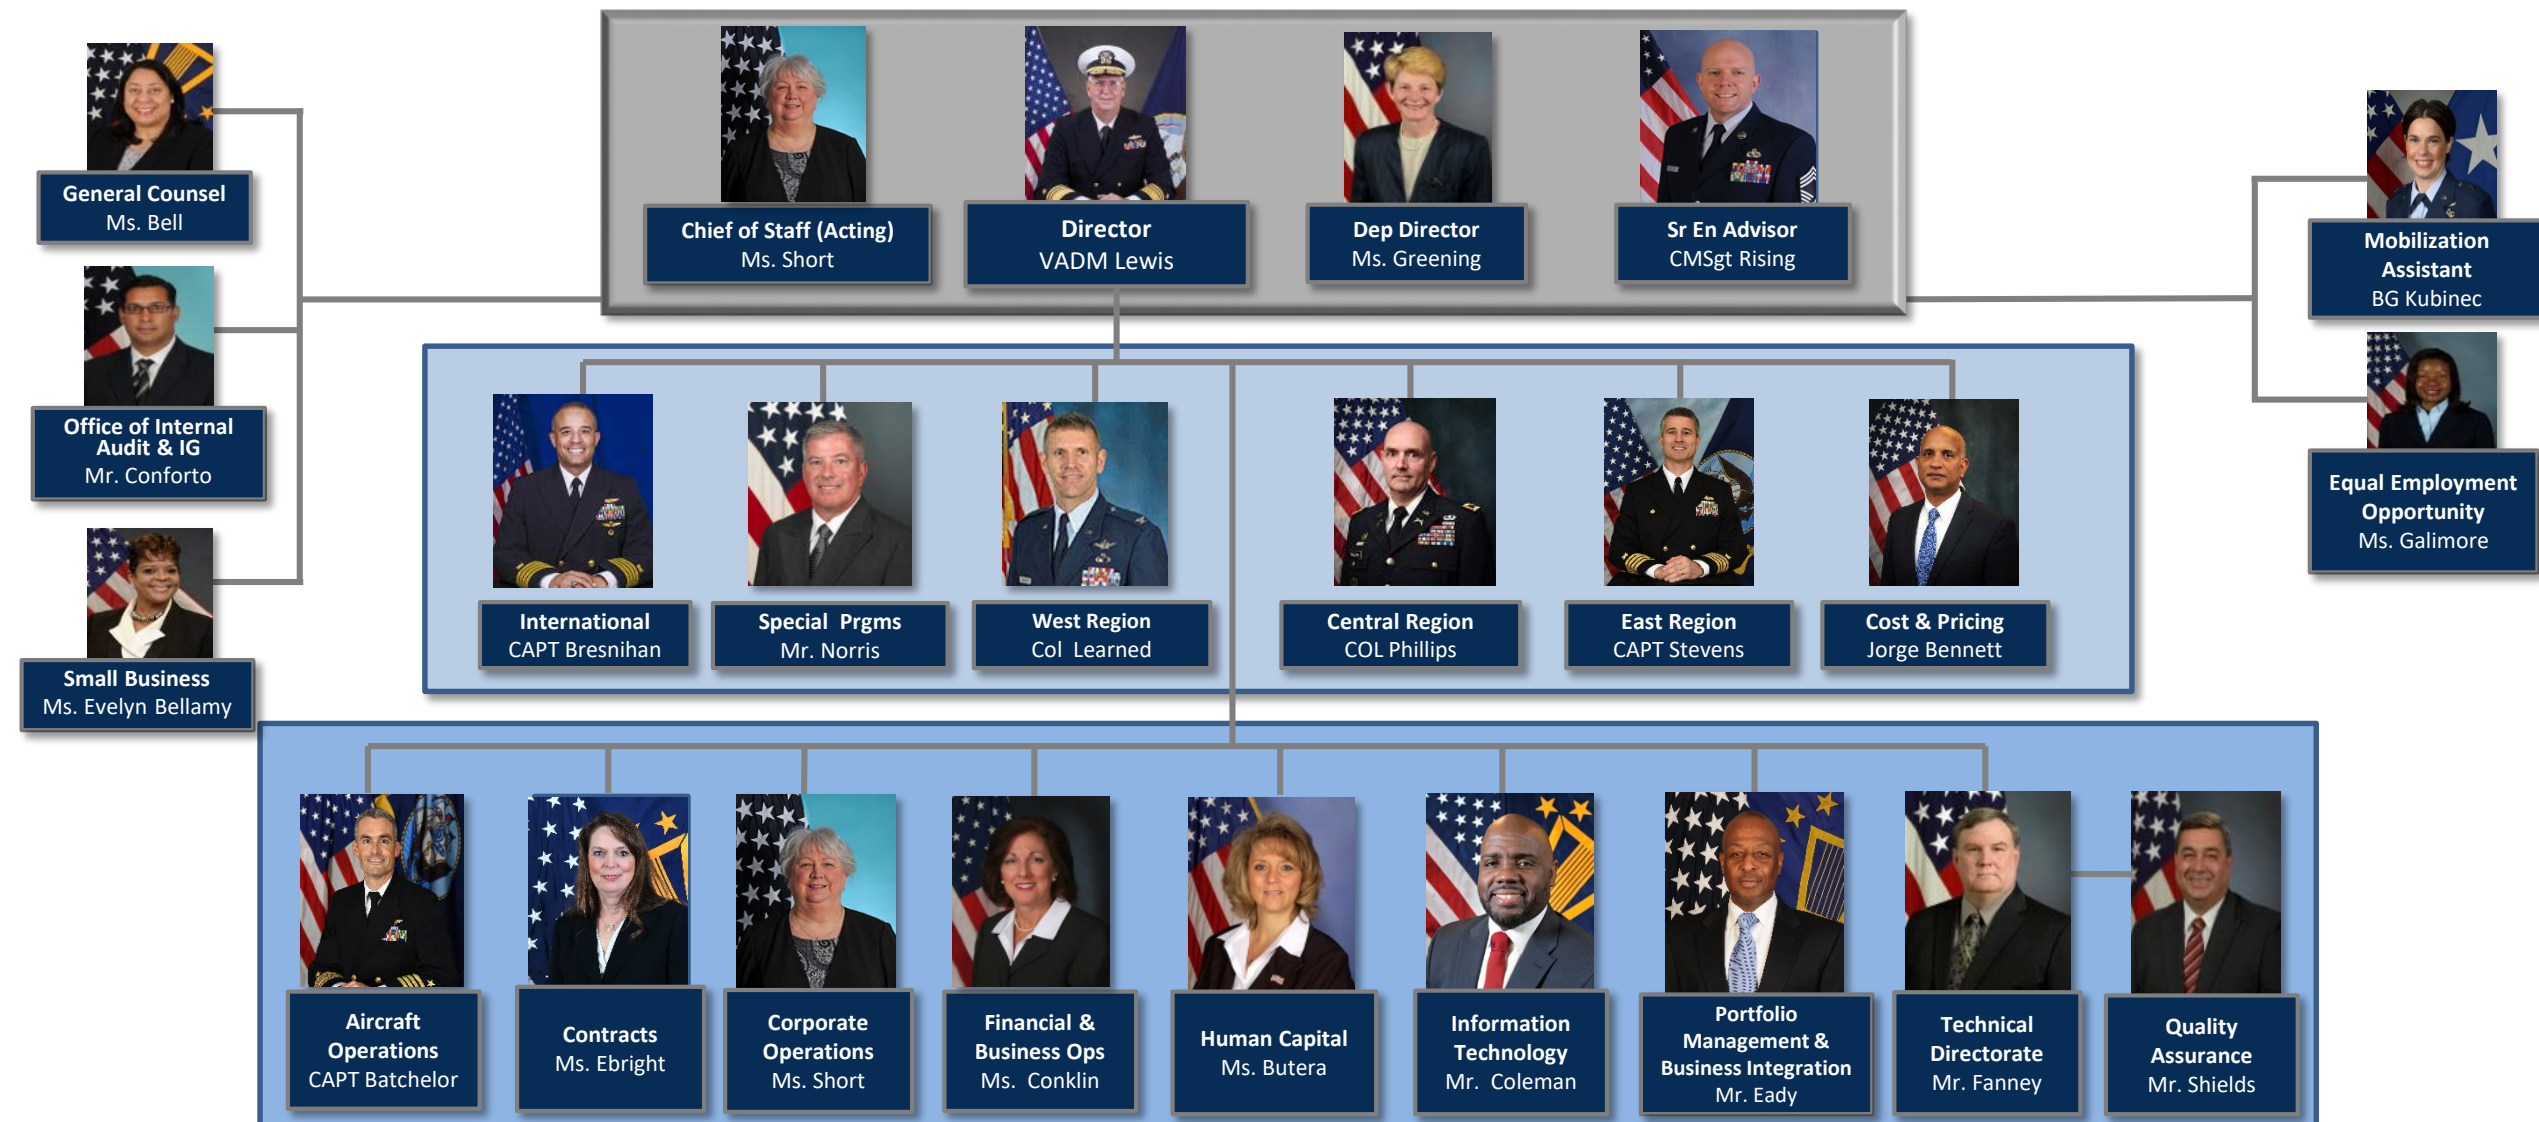 General Counsel
Ms. Bell
Office of Internal
Audit & IG
Mr. Conforto
Small Business
Ms. Evelyn Bellamy
Chief of Staff (Acting)
Ms. Short
Director
VADM Lewis
Dep Director
Ms. Greening
Sr En Advisor
CMSgt Rising
Mobilization
Assistant
BG Kubinec
Equal Employment
Opportunity
Ms. Galimore
International
CAPT Bresnihan
Special Prgms
Mr. Norris
West Region
Col Learned
Central Region
COL Phillips
East Region
CAPT Stevens
Cost & Pricing
Jorge Bennett
Aircraft
Operations
CAPT Batchelor
Contracts
Ms. Ebright
Corporate
Operations
Ms. Short
Financial &
Business Ops
Ms. Conklin
Human Capital
Ms. Butera
Information
Technology
Mr. Coleman
Portfolio
Management &
Business Integration
Mr. Eady
Technical
Directorate
Mr. Fanney
Quality
Assurance
Mr. Shields